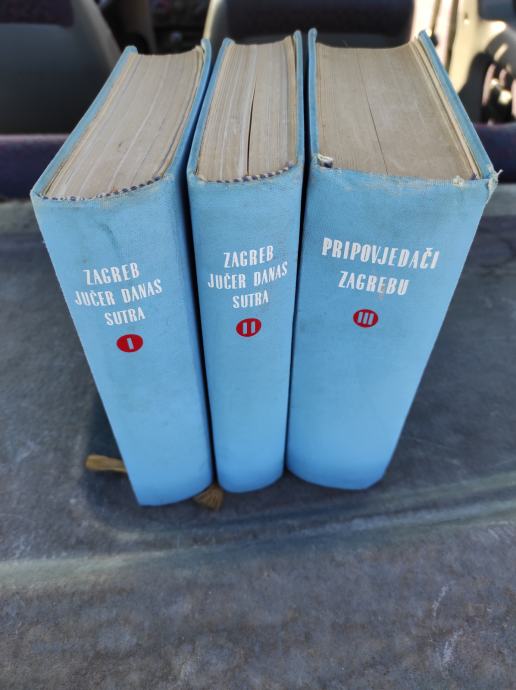 ZAGREB
JUČER DANAS
SUTRA
I
ZAGREB
JUČER DANAS
SUTRA
II
PRIPOVJEDAČI
ZAGREBU
III